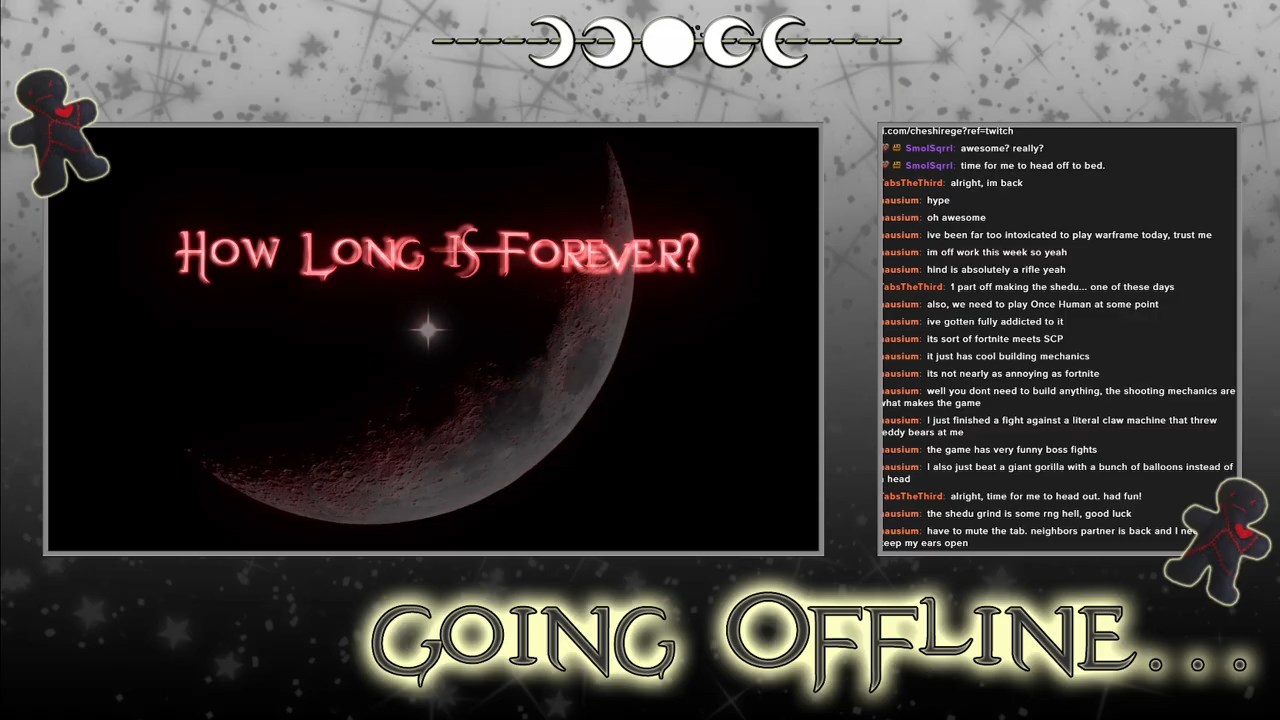 How Long Is Forever?
.com/cheshirege?ref=twitch
SmolSqrrl: awesome? really?
SmolSqrrl: time for me to head off to bed.
TabsTheThird: alright, im back
ausium: hype
ausium: oh awesome
ausium: ive been far too intoxicated to play warframe today, trust me
ausium: im off work this week so yeah
ausium: hind is absolutely a rifle yeah
TabsTheThird: 1 part off making the shedu... one of these days
ausium: also, we need to play Once Human at some point
ausium: ive gotten fully addicted to it
ausium: its sort of fortnite meets SCP
ausium: it just has cool building mechanics
ausium: its not nearly as annoying as fortnite
ausium: well you dont need to build anything, the shooting mechanics are
what makes the game
ausium: I just finished a fight against a literal claw machine that threw
eddy bears at me
ausium: the game has very funny boss fights
ausium: I also just beat a giant gorilla with a bunch of balloons instead of
head
TabsTheThird: alright, time for me to head out. had fun!
ausium: the shedu grind is some rng hell, good luck
ausium: have to mute the tab. neighbors partner is back and I
keep my ears open
Going Offline...